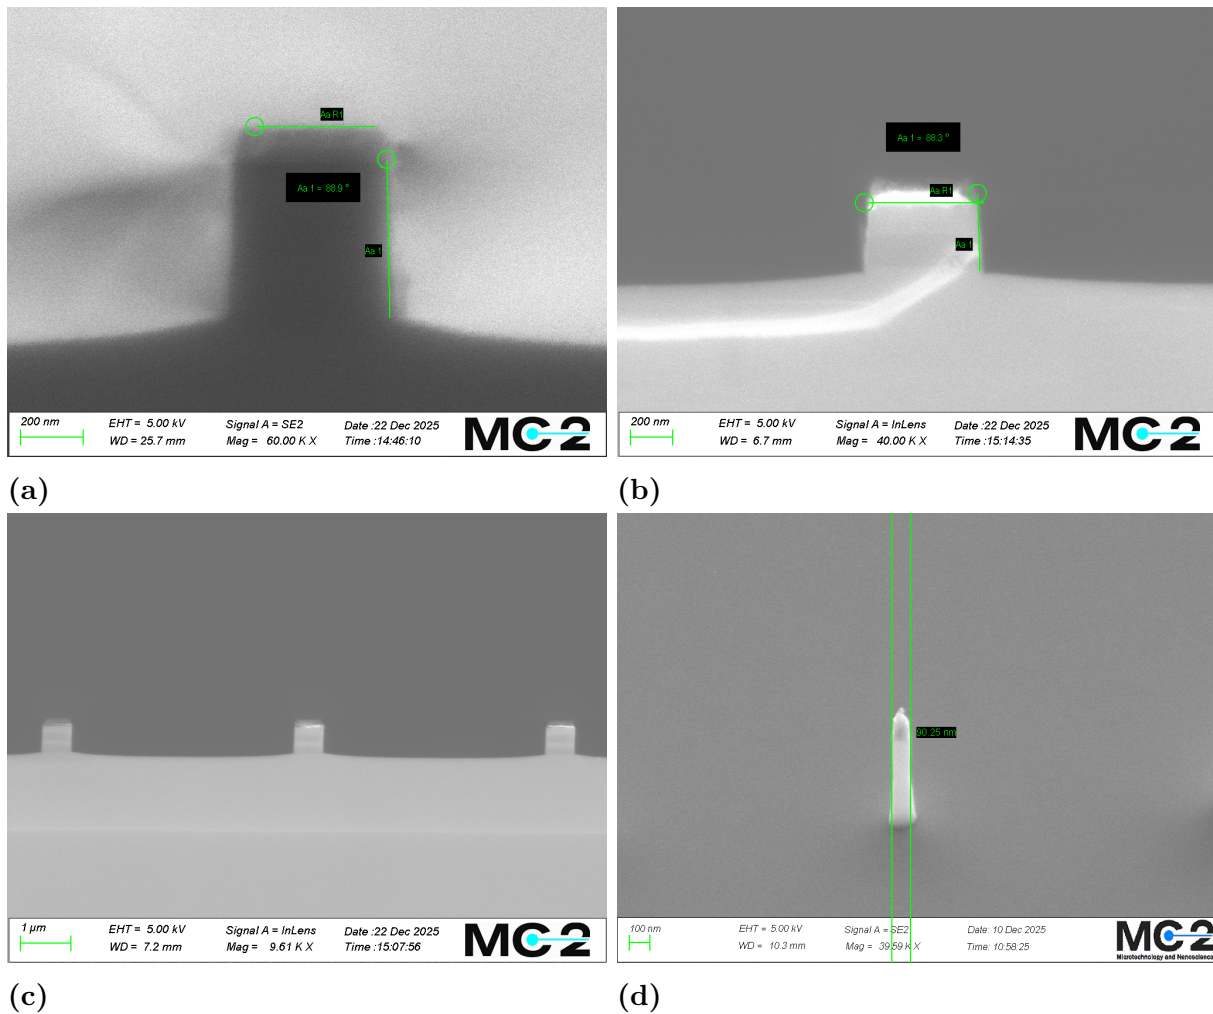 Aa R1
Aa 1 = 88.9 °
Aa 1
200 nm
EHT = 5.00 kV
Signal A = SE2
Date :22 Dec 2025
WD = 25.7 mm
Mag = 60.00 K X
Time :14:46:10
MC2
(a)
Aa 1 = 88.3 °
Aa R1
Aa 1
200 nm
EHT = 5.00 kV
Signal A = InLens
Date :22 Dec 2025
WD = 6.7 mm
Mag = 40.00 K X
Time :15:14:35
MC2
(b)
1 µm
EHT = 5.00 kV
Signal A = InLens
Date :22 Dec 2025
WD = 7.2 mm
Mag = 9.61 K X
Time :15:07:56
MC2
(c)
90.25 nm
100 nm
EHT = 5.00 kV
Signal A = SE2
Date: 10 Dec 2025
WD = 10.3 mm
Mag = 39.59 K X
Time: 10:58:25
MC2
Microtechnology and Nanoscience
(d)